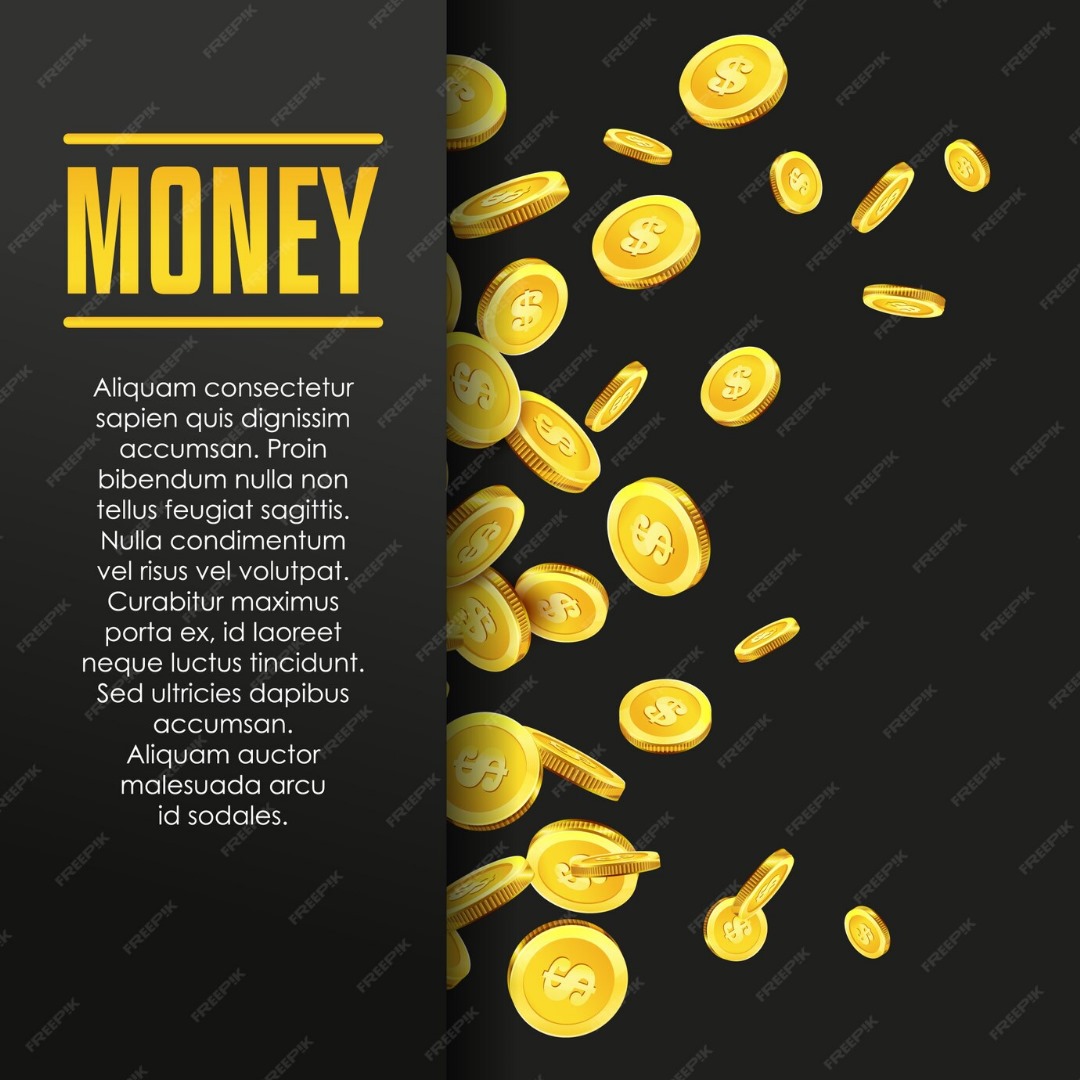 MONEY
Aliquam consectetur
sapien quis dignissim
accumsan. Proin
bibendum nulla non
tellus feugiat sagittis.
Nulla condimentum
vel risus vel volutpat.
Curabitur maximus
porta ex, id laoreet
neque luctus tincidunt.
Sed ultricies dapibus
accumsan.
Aliquam auctor
malesuada arcu
id sodales.
FREEPIK